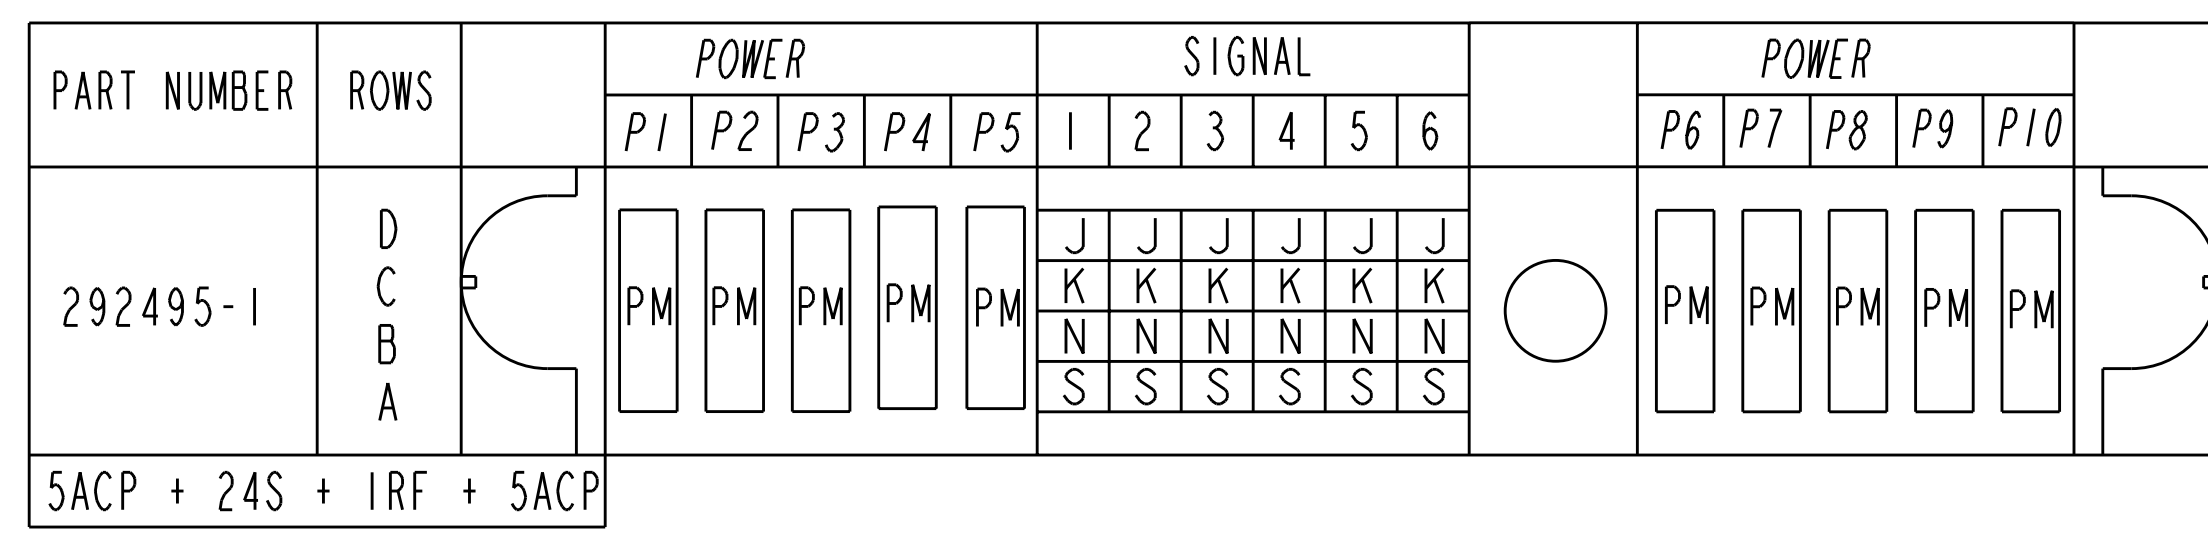 PART NUMBER ROWS POWER SIGNAL POWER
P1 P2 P3 P4 P5 1 2 3 4 5 6 P6 P7 P8 P9 P10
292495-1
D J J J J J J
C K K K K K K
PM PM PM PM PM PM PM PM PM PM
B N N N N N N
A S S S S S S
5ACP + 24S + 1RF + 5ACP